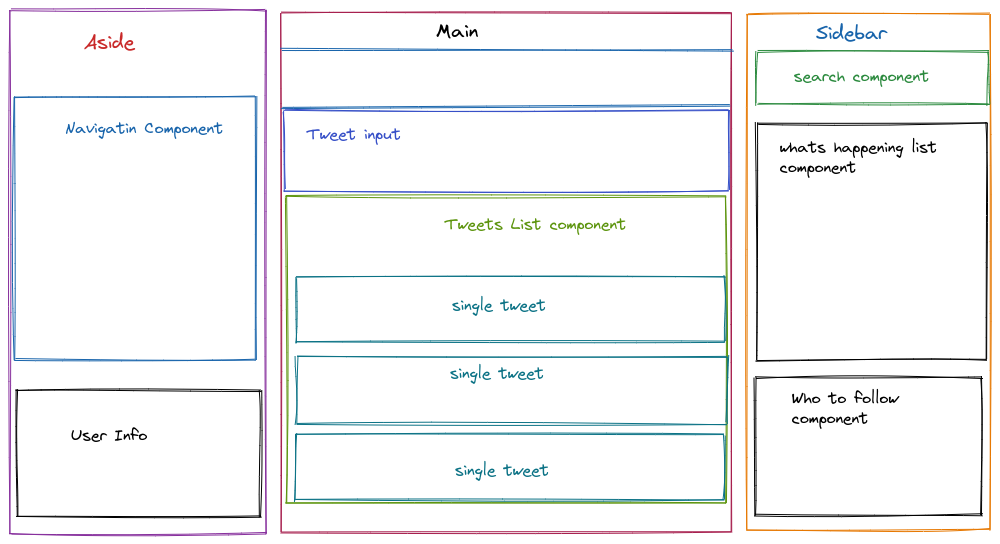 Aside
Navigatin Component
User Info
Main
Tweet input
Tweets List component
single tweet
single tweet
single tweet
Sidebar
search component
whats happening list
component
Who to follow
component